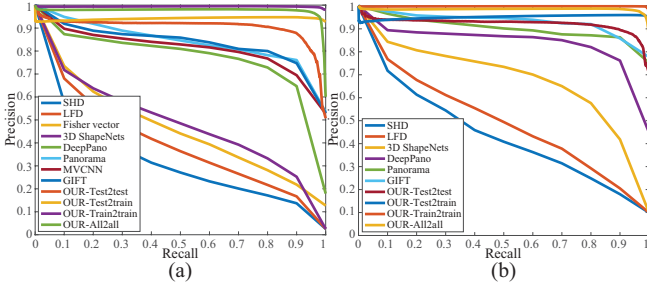 1
0.9
0.8
0.7
0.6
0.5
0.4
0.3
0.2
0.1
0
Precision
SHD
LFD
Fisher vector
3D ShapeNets
DeepPano
Panorama
MVCNN
GIFT
OUR-Test2test
OUR-Test2train
OUR-Train2train
OUR-All2all
0 0.1 0.2 0.3 0.4 0.5 0.6 0.7 0.8 0.9 1
Recall
(a)
1
0.9
0.8
0.7
0.6
0.5
0.4
0.3
0.2
0.1
0
Precision
SHD
LFD
3D ShapeNets
DeepPano
Panorama
GIFT
OUR-Test2test
OUR-Test2train
OUR-Train2train
OUR-All2all
0 0.1 0.2 0.3 0.4 0.5 0.6 0.7 0.8 0.9 1
Recall
(b)